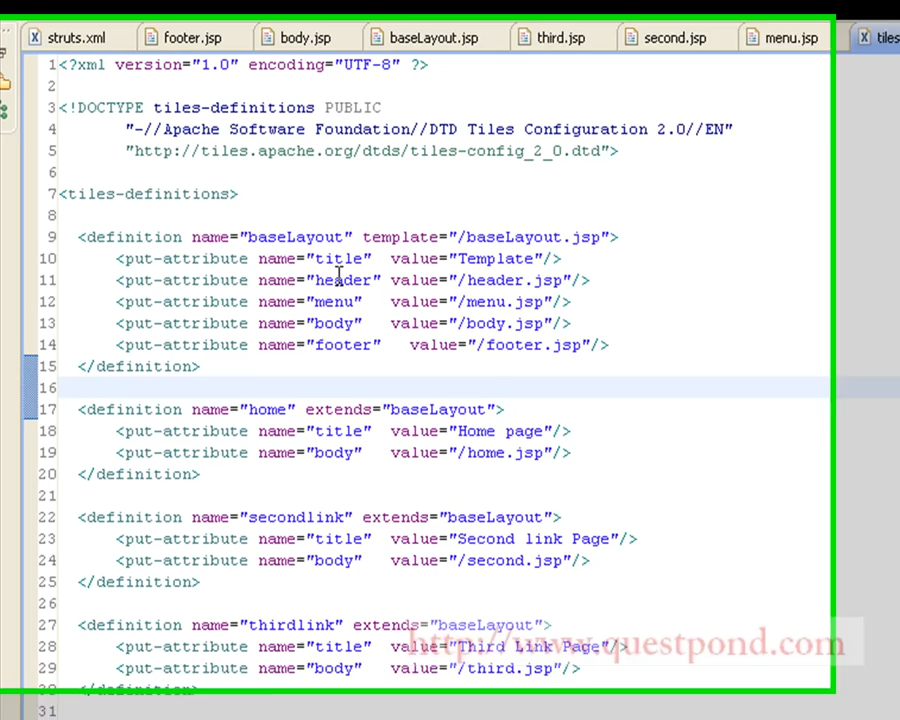 struts.xml footer.jsp body.jsp baseLayout.jsp third.jsp second.jsp menu.jsp tiles
1 <?xml version="1.0" encoding="UTF-8" ?>
2
3 <!DOCTYPE tiles-definitions PUBLIC
4 "-//Apache Software Foundation//DTD Tiles Configuration 2.0//EN"
5 "http://tiles.apache.org/dtds/tiles-config_2_0.dtd">
6
7 <tiles-definitions>
8
9 <definition name="baseLayout" template="/baseLayout.jsp">
10 <put-attribute name="title" value="Template"/>
11 <put-attribute name="header" value="/header.jsp"/>
12 <put-attribute name="menu" value="/menu.jsp"/>
13 <put-attribute name="body" value="/body.jsp"/>
14 <put-attribute name="footer" value="/footer.jsp"/>
15 </definition>
16
17 <definition name="home" extends="baseLayout">
18 <put-attribute name="title" value="Home page"/>
19 <put-attribute name="body" value="/home.jsp"/>
20 </definition>
21
22 <definition name="secondlink" extends="baseLayout">
23 <put-attribute name="title" value="Second link Page"/>
24 <put-attribute name="body" value="/second.jsp"/>
25 </definition>
26
27 <definition name="thirdlink" extends="baseLayout">
28 <put-attribute name="title" value="Third Link Page"/>
http://www.questpond.com
29 <put-attribute name="body" value="/third.jsp"/>
30 </definition>
31